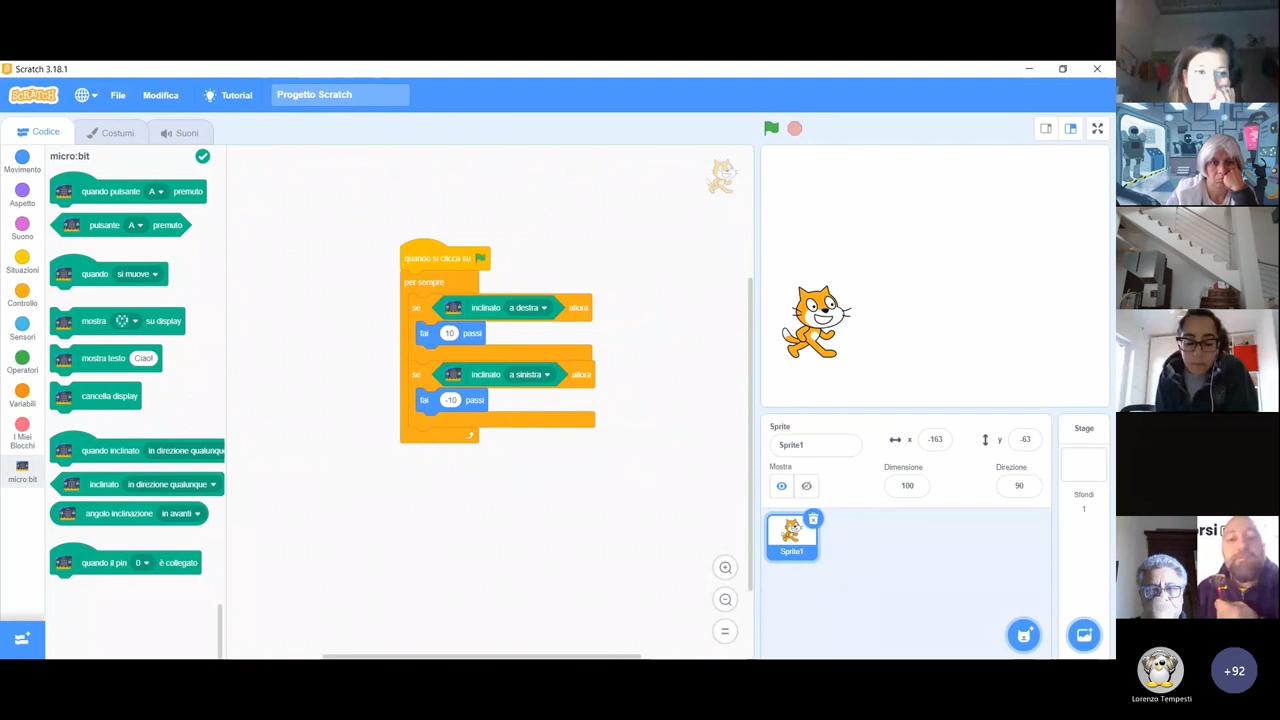 Scratch 3.18.1
SCRATCH
File
Modifica
Tutorial
Progetto Scratch
Codice
Costumi
Suoni
Movimento
Aspetto
Suono
Situazioni
Controllo
Sensori
Operatori
Variabili
I Miei
Blocchi
micro:bit
micro:bit
quando pulsante A premuto
pulsante A premuto
quando si muove
mostra su display
mostra testo Ciao!
cancella display
quando inclinato in direzione qualunque
inclinato in direzione qualunque
angolo inclinazione in avanti
quando il pin 0 è collegato
quando si clicca su
per sempre
se inclinato a destra allora
fai 10 passi
se inclinato a sinistra allora
fai -10 passi
Sprite
Sprite1
x -163
y -63
Mostra
Dimensione
100
Direzione
90
Sprite1
Stage
Sfondi
1
orsi
Lorenzo Tempesti
+92